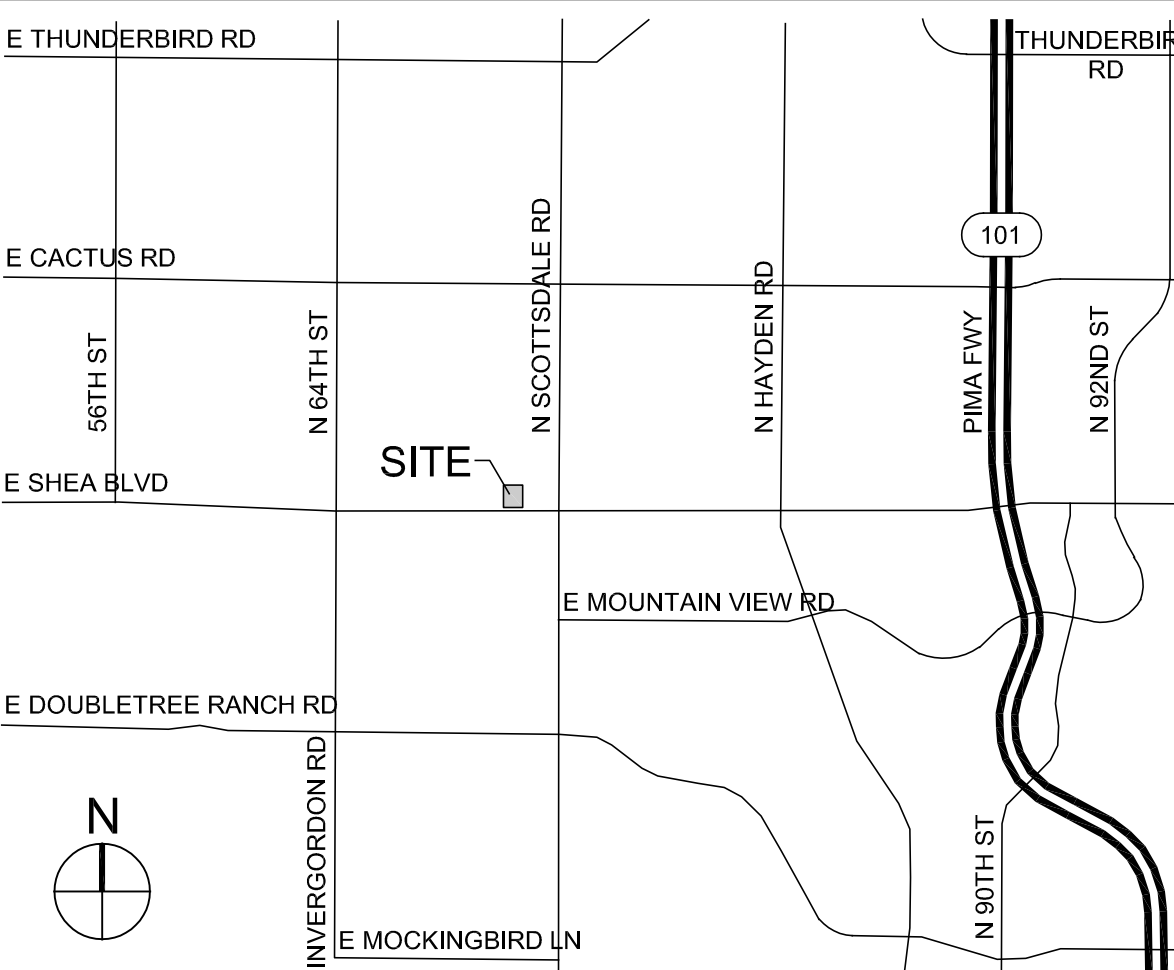 E THUNDERBIRD RD
THUNDERBIR
RD
N SCOTTSDALE RD
101
E CACTUS RD
N HAYDEN RD
56TH ST
N 64TH ST
PIMA FWY
N 92ND ST
SITE
E SHEA BLVD
E MOUNTAIN VIEW RD
E DOUBLETREE RANCH RD
INVERGORDON RD
N
N 90TH ST
E MOCKINGBIRD LN